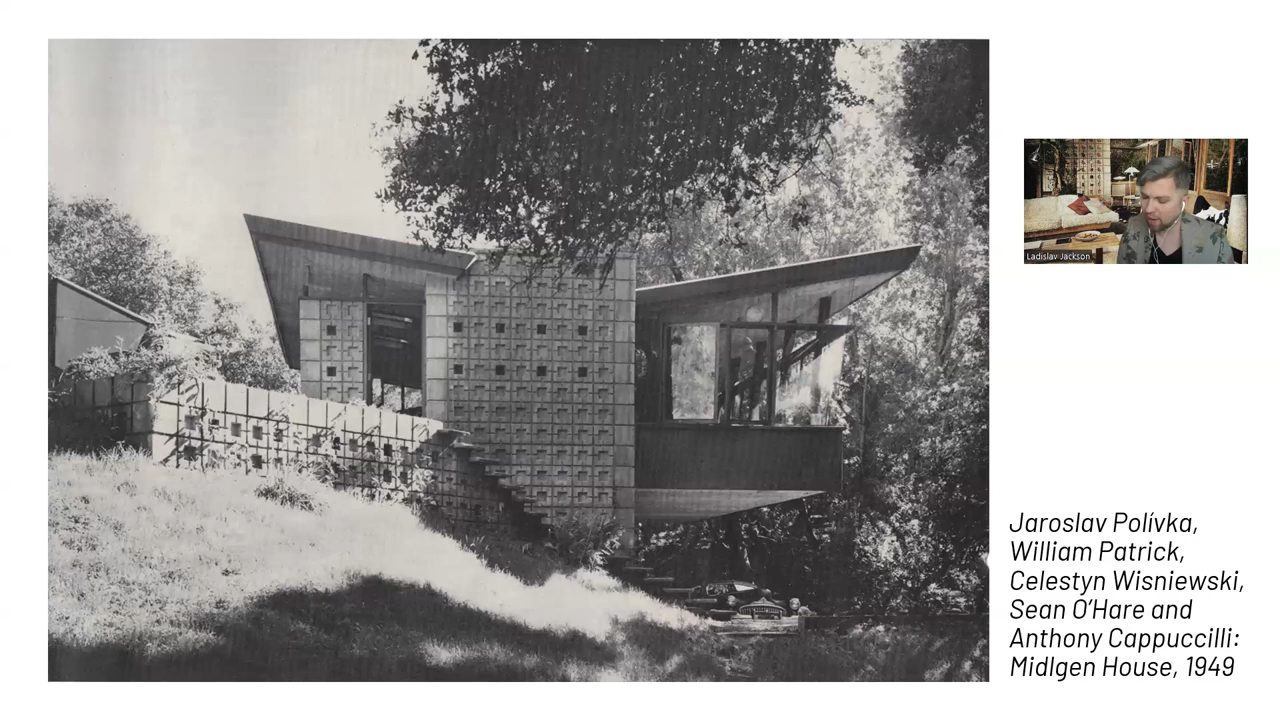 Ladislav Jackson
Jaroslav Polívka,
William Patrick,
Celestyn Wisniewski,
Sean O’Hare and
Anthony Cappuccilli:
Midlgen House, 1949